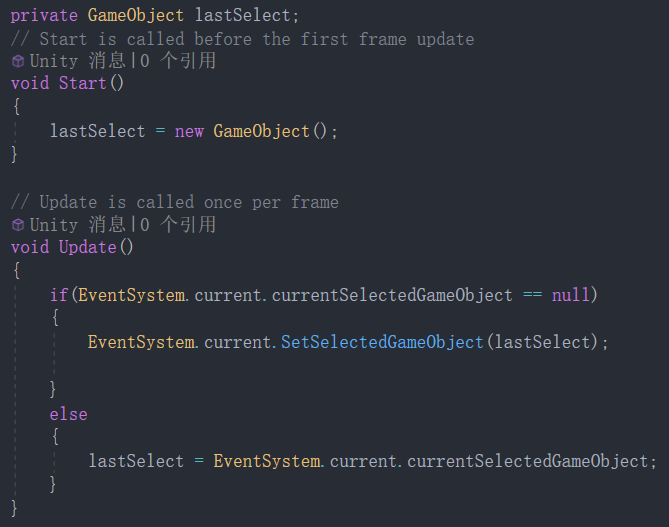 private GameObject lastSelect;
// Start is called before the first frame update
Unity 消息|0 个引用
void Start()
{
lastSelect = new GameObject();
}
// Update is called once per frame
Unity 消息|0 个引用
void Update()
{
if(EventSystem.current.currentSelectedGameObject == null)
{
EventSystem.current.SetSelectedGameObject(lastSelect);
}
else
{
lastSelect = EventSystem.current.currentSelectedGameObject;
}
}